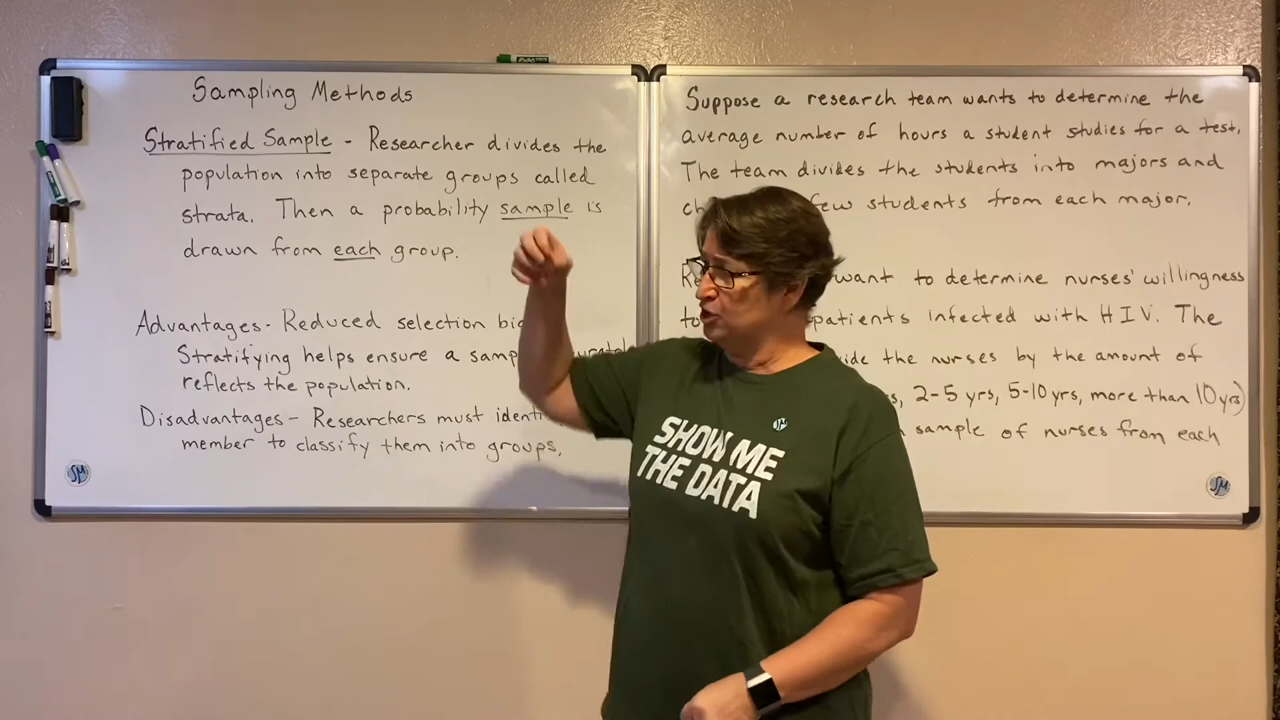 Sampling Methods
Stratified Sample - Researcher divides the
population into separate groups called
strata. Then a probability sample is
drawn from each group.
Advantages - Reduced selection
Stratifying helps ensure a
reflects the population.
Disadvantages - Researchers must
member to classify them into groups.
Suppose a research team wants to determine the
average number of hours a student studies for a test.
The team divides the students into majors and
few students from each major.
want to determine nurses' willingness
to patients infected with HIV. The
the nurses by the amount of
2-5 yrs, 5-10 yrs, more than 10 yrs)
sample of nurses from each
SHOW ME
THE DATA
SM
SM
SM